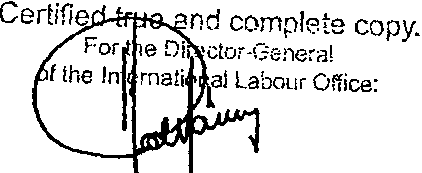 Certified true and complete copy.
For the Director-General
of the International Labour Office: